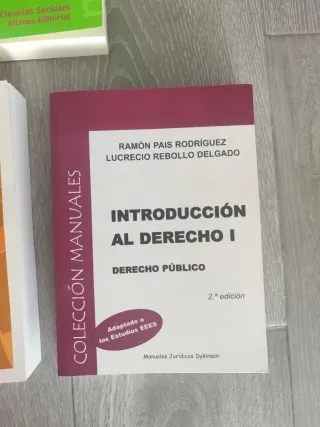 Ciencias Sociales
Alianza Editorial
RAMÓN PAIS RODRÍGUEZ
LUCRECIO REBOLLO DELGADO
COLECCIÓN MANUALES
INTRODUCCIÓN
AL DERECHO I
DERECHO PÚBLICO
2.ª edición
Adaptado a
los Estudios EEES
Manuales Jurídicos Dykinson